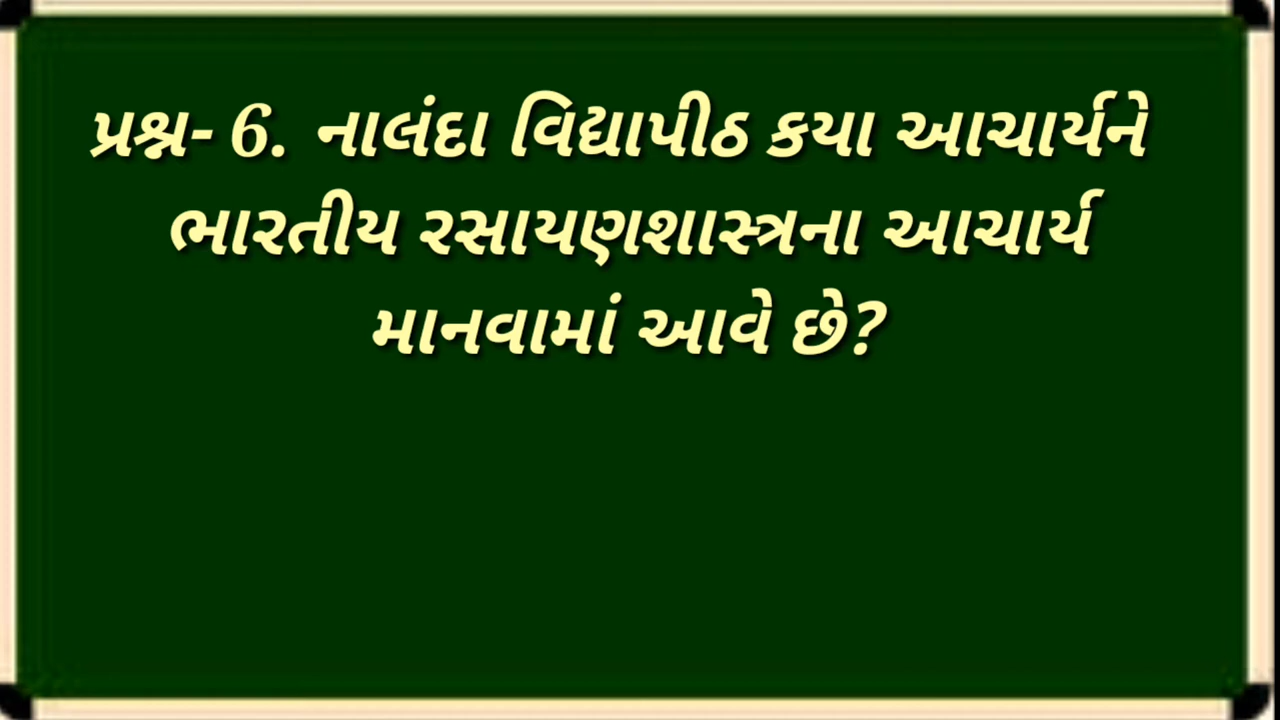 પ્રશ્ન- 6. નાલંદા વિદ્યાપીઠ કયા આચાર્યને
ભારતીય રસાયણશાસ્ત્રના આચાર્ય
માનવામાં આવે છે?